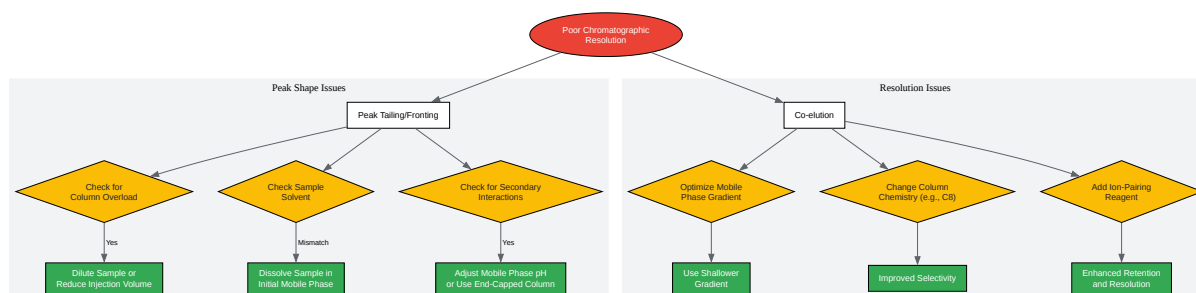 Poor Chromatographic
Resolution
Peak Shape Issues
Resolution Issues
Peak Tailing/Fronting
Co-elution
Check for
Column Overload
Check Sample
Solvent
Check for Secondary
Interactions
Optimize Mobile
Phase Gradient
Change Column
Chemistry (e.g., C8)
Add Ion-Pairing
Reagent
Yes
Mismatch
Yes
Dilute Sample or
Reduce Injection Volume
Dissolve Sample in
Initial Mobile Phase
Adjust Mobile Phase pH
or Use End-Capped Column
Use Shallower
Gradient
Improved Selectivity
Enhanced Retention
and Resolution